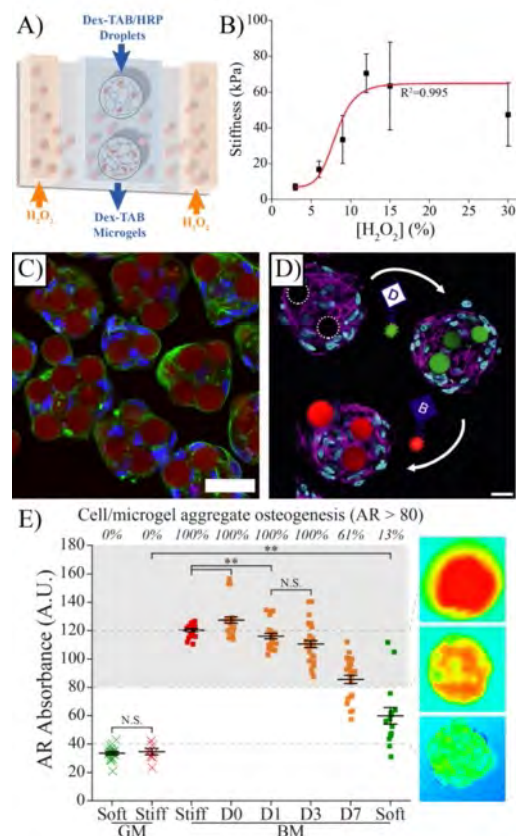 A)
Dex-TAB/HRP
Droplets
H₂O₂
Dex-TAB
Microgels
H₂O₂
B)
Stiffness (kPa)
100
80
60
40
20
0
R²=0.995
0 5 10 15 20 25 30
[H₂O₂] (%)
C)
D)
D
B
E)
Cell/microgel aggregate osteogenesis (AR > 80)
0% 0% 100% 100% 100% 100% 61% 13%
AR Absorbance (A.U.)
180
160
140
120
100
80
60
40
20
0
**
**
N.S.
N.S.
Soft Stiff Stiff D0 D1 D3 D7 Soft
GM BM